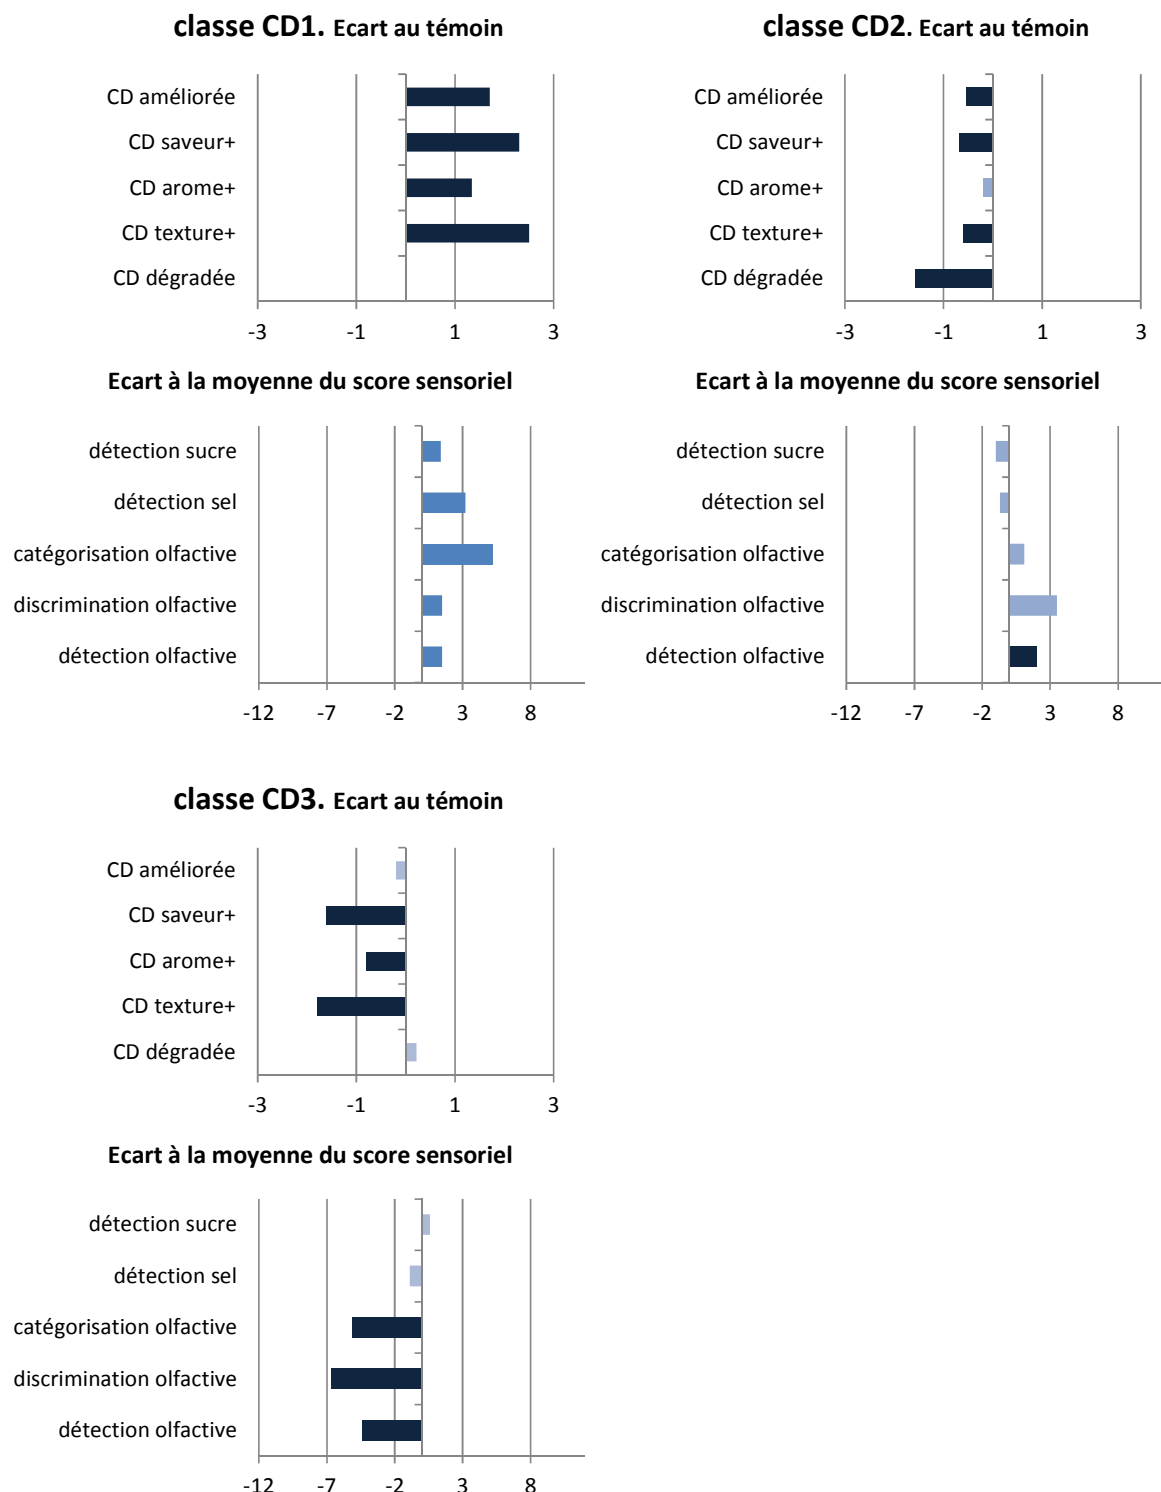 classe CD1. Ecart au témoin
CD améliorée
CD saveur+
CD arome+
CD texture+
CD dégradée
-3 -1 1 3
Ecart à la moyenne du score sensoriel
détection sucre
détection sel
catégorisation olfactive
discrimination olfactive
détection olfactive
-12 -7 -2 3 8
classe CD2. Ecart au témoin
CD améliorée
CD saveur+
CD arome+
CD texture+
CD dégradée
-3 -1 1 3
Ecart à la moyenne du score sensoriel
détection sucre
détection sel
catégorisation olfactive
discrimination olfactive
détection olfactive
-12 -7 -2 3 8
classe CD3. Ecart au témoin
CD améliorée
CD saveur+
CD arome+
CD texture+
CD dégradée
-3 -1 1 3
Ecart à la moyenne du score sensoriel
détection sucre
détection sel
catégorisation olfactive
discrimination olfactive
détection olfactive
-12 -7 -2 3 8